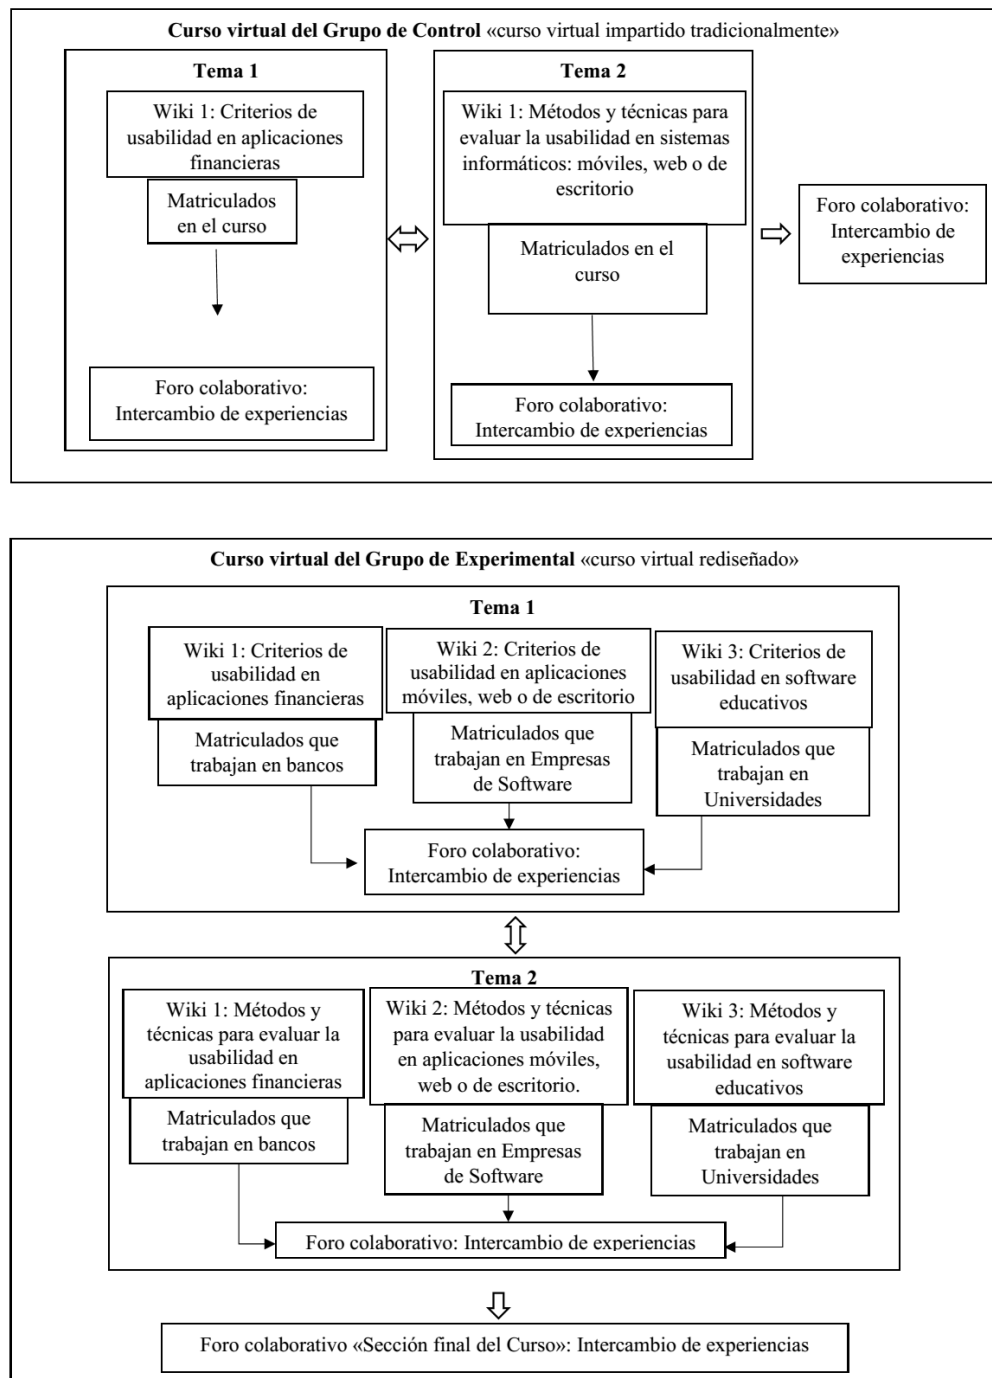 Curso virtual del Grupo de Control «curso virtual impartido tradicionalmente»
Tema 1
Wiki 1: Criterios de
usabilidad en aplicaciones
financieras
Matriculados
en el curso
Foro colaborativo:
Intercambio de experiencias
Tema 2
Wiki 1: Métodos y técnicas para
evaluar la usabilidad en sistemas
informáticos: móviles, web o de
escritorio
Matriculados en el
curso
Foro colaborativo:
Intercambio de experiencias
Foro colaborativo:
Intercambio de
experiencias
Curso virtual del Grupo de Experimental «curso virtual rediseñado»
Tema 1
Wiki 1: Criterios de
usabilidad en
aplicaciones financieras
Matriculados que
trabajan en bancos
Wiki 2: Criterios de
usabilidad en aplicaciones
móviles, web o de escritorio
Matriculados que
trabajan en Empresas
de Software
Wiki 3: Criterios de
usabilidad en software
educativos
Matriculados que
trabajan en
Universidades
Foro colaborativo:
Intercambio de experiencias
Tema 2
Wiki 1: Métodos y
técnicas para evaluar la
usabilidad en
aplicaciones financieras
Matriculados que
trabajan en bancos
Wiki 2: Métodos y técnicas
para evaluar la usabilidad
en aplicaciones móviles,
web o de escritorio.
Matriculados que
trabajan en Empresas
de Software
Wiki 3: Métodos y
técnicas para evaluar la
usabilidad en software
educativos
Matriculados que
trabajan en
Universidades
Foro colaborativo: Intercambio de experiencias
Foro colaborativo «Sección final del Curso»: Intercambio de experiencias